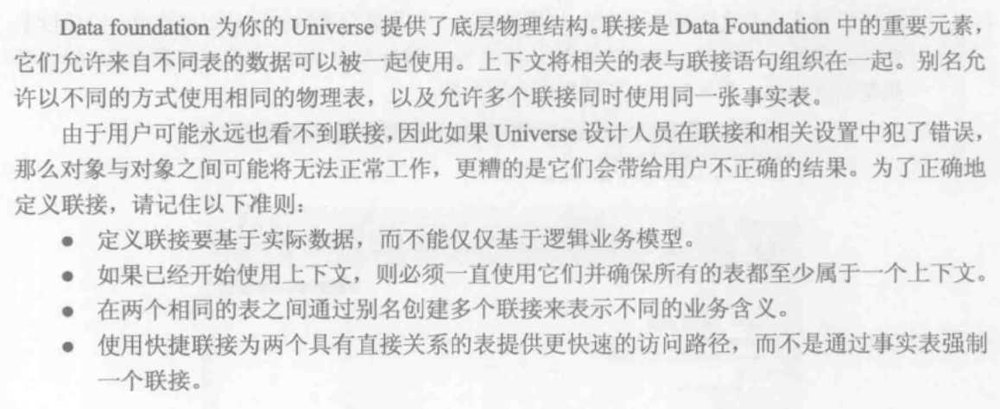 Data foundation 为你的 Universe 提供了底层物理结构。联接是 Data Foundation 中的重要元素，
它们允许来自不同表的数据可以被一起使用。上下文将相关的表与联接语句组织在一起。别名允
许以不同的方式使用相同的物理表，以及允许多个联接同时使用同一张事实表。
由于用户可能永远也看不到联接，因此如果 Universe 设计人员在联接和相关设置中犯了错误，
那么对象与对象之间可能将无法正常工作，更糟的是它们会带给用户不正确的结果。为了正确地
定义联接，请记住以下准则：
● 定义联接要基于实际数据，而不能仅仅基于逻辑业务模型。
● 如果已经开始使用上下文，则必须一直使用它们并确保所有的表都至少属于一个上下文。
● 在两个相同的表之间通过别名创建多个联接来表示不同的业务含义。
● 使用快捷联接为两个具有直接关系的表提供更快速的访问路径，而不是通过事实表强制
一个联接。